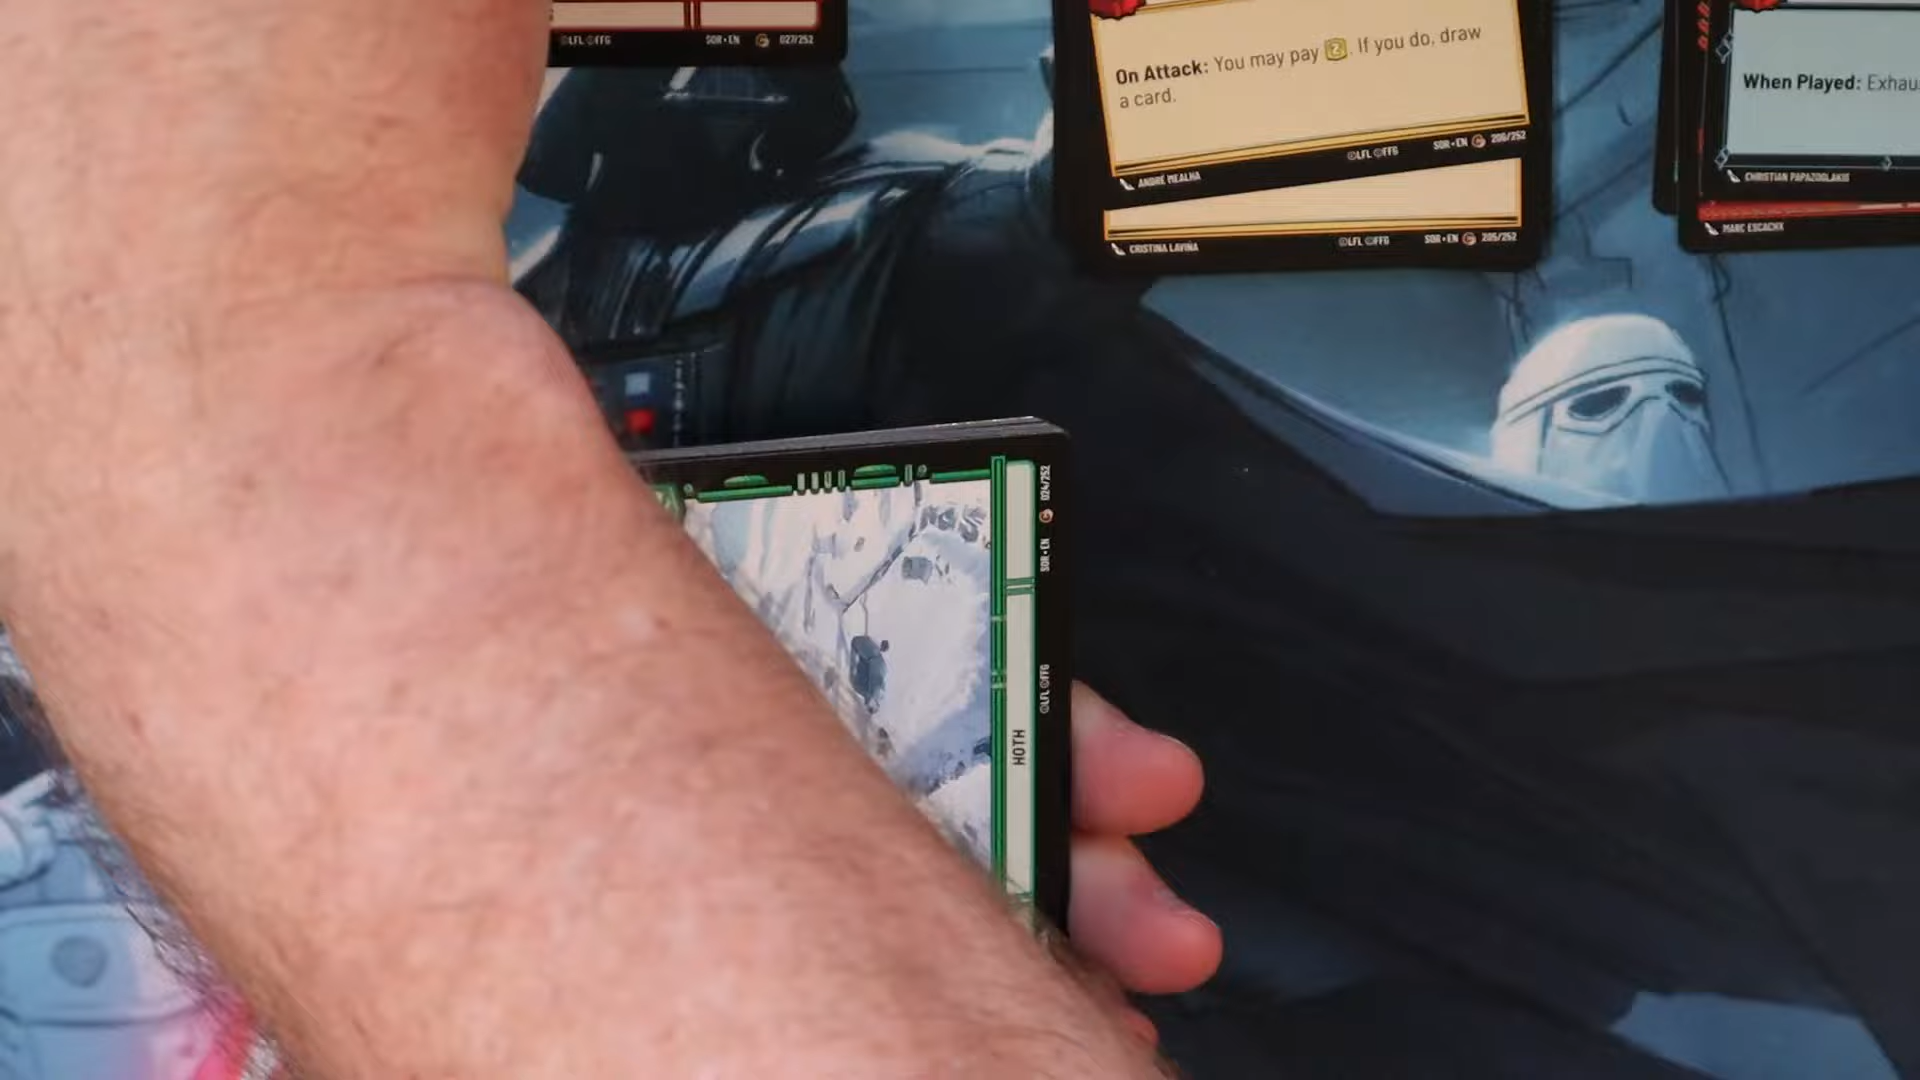 ©LFL ©FFG SOR•EN C 027/252
On Attack: You may pay 2. If you do, draw
a card.
©LFL ©FFG SOR•EN C 206/252
ANDRÉ MEALHA
CRISTINA LAVIÑA ©LFL ©FFG SOR•EN C 205/252
When Played: Exhau
CHRISTIAN PAPAZOGLAKIS
MARC ESCACHX
HOTH
©LFL ©FFG SOR•EN C 024/252